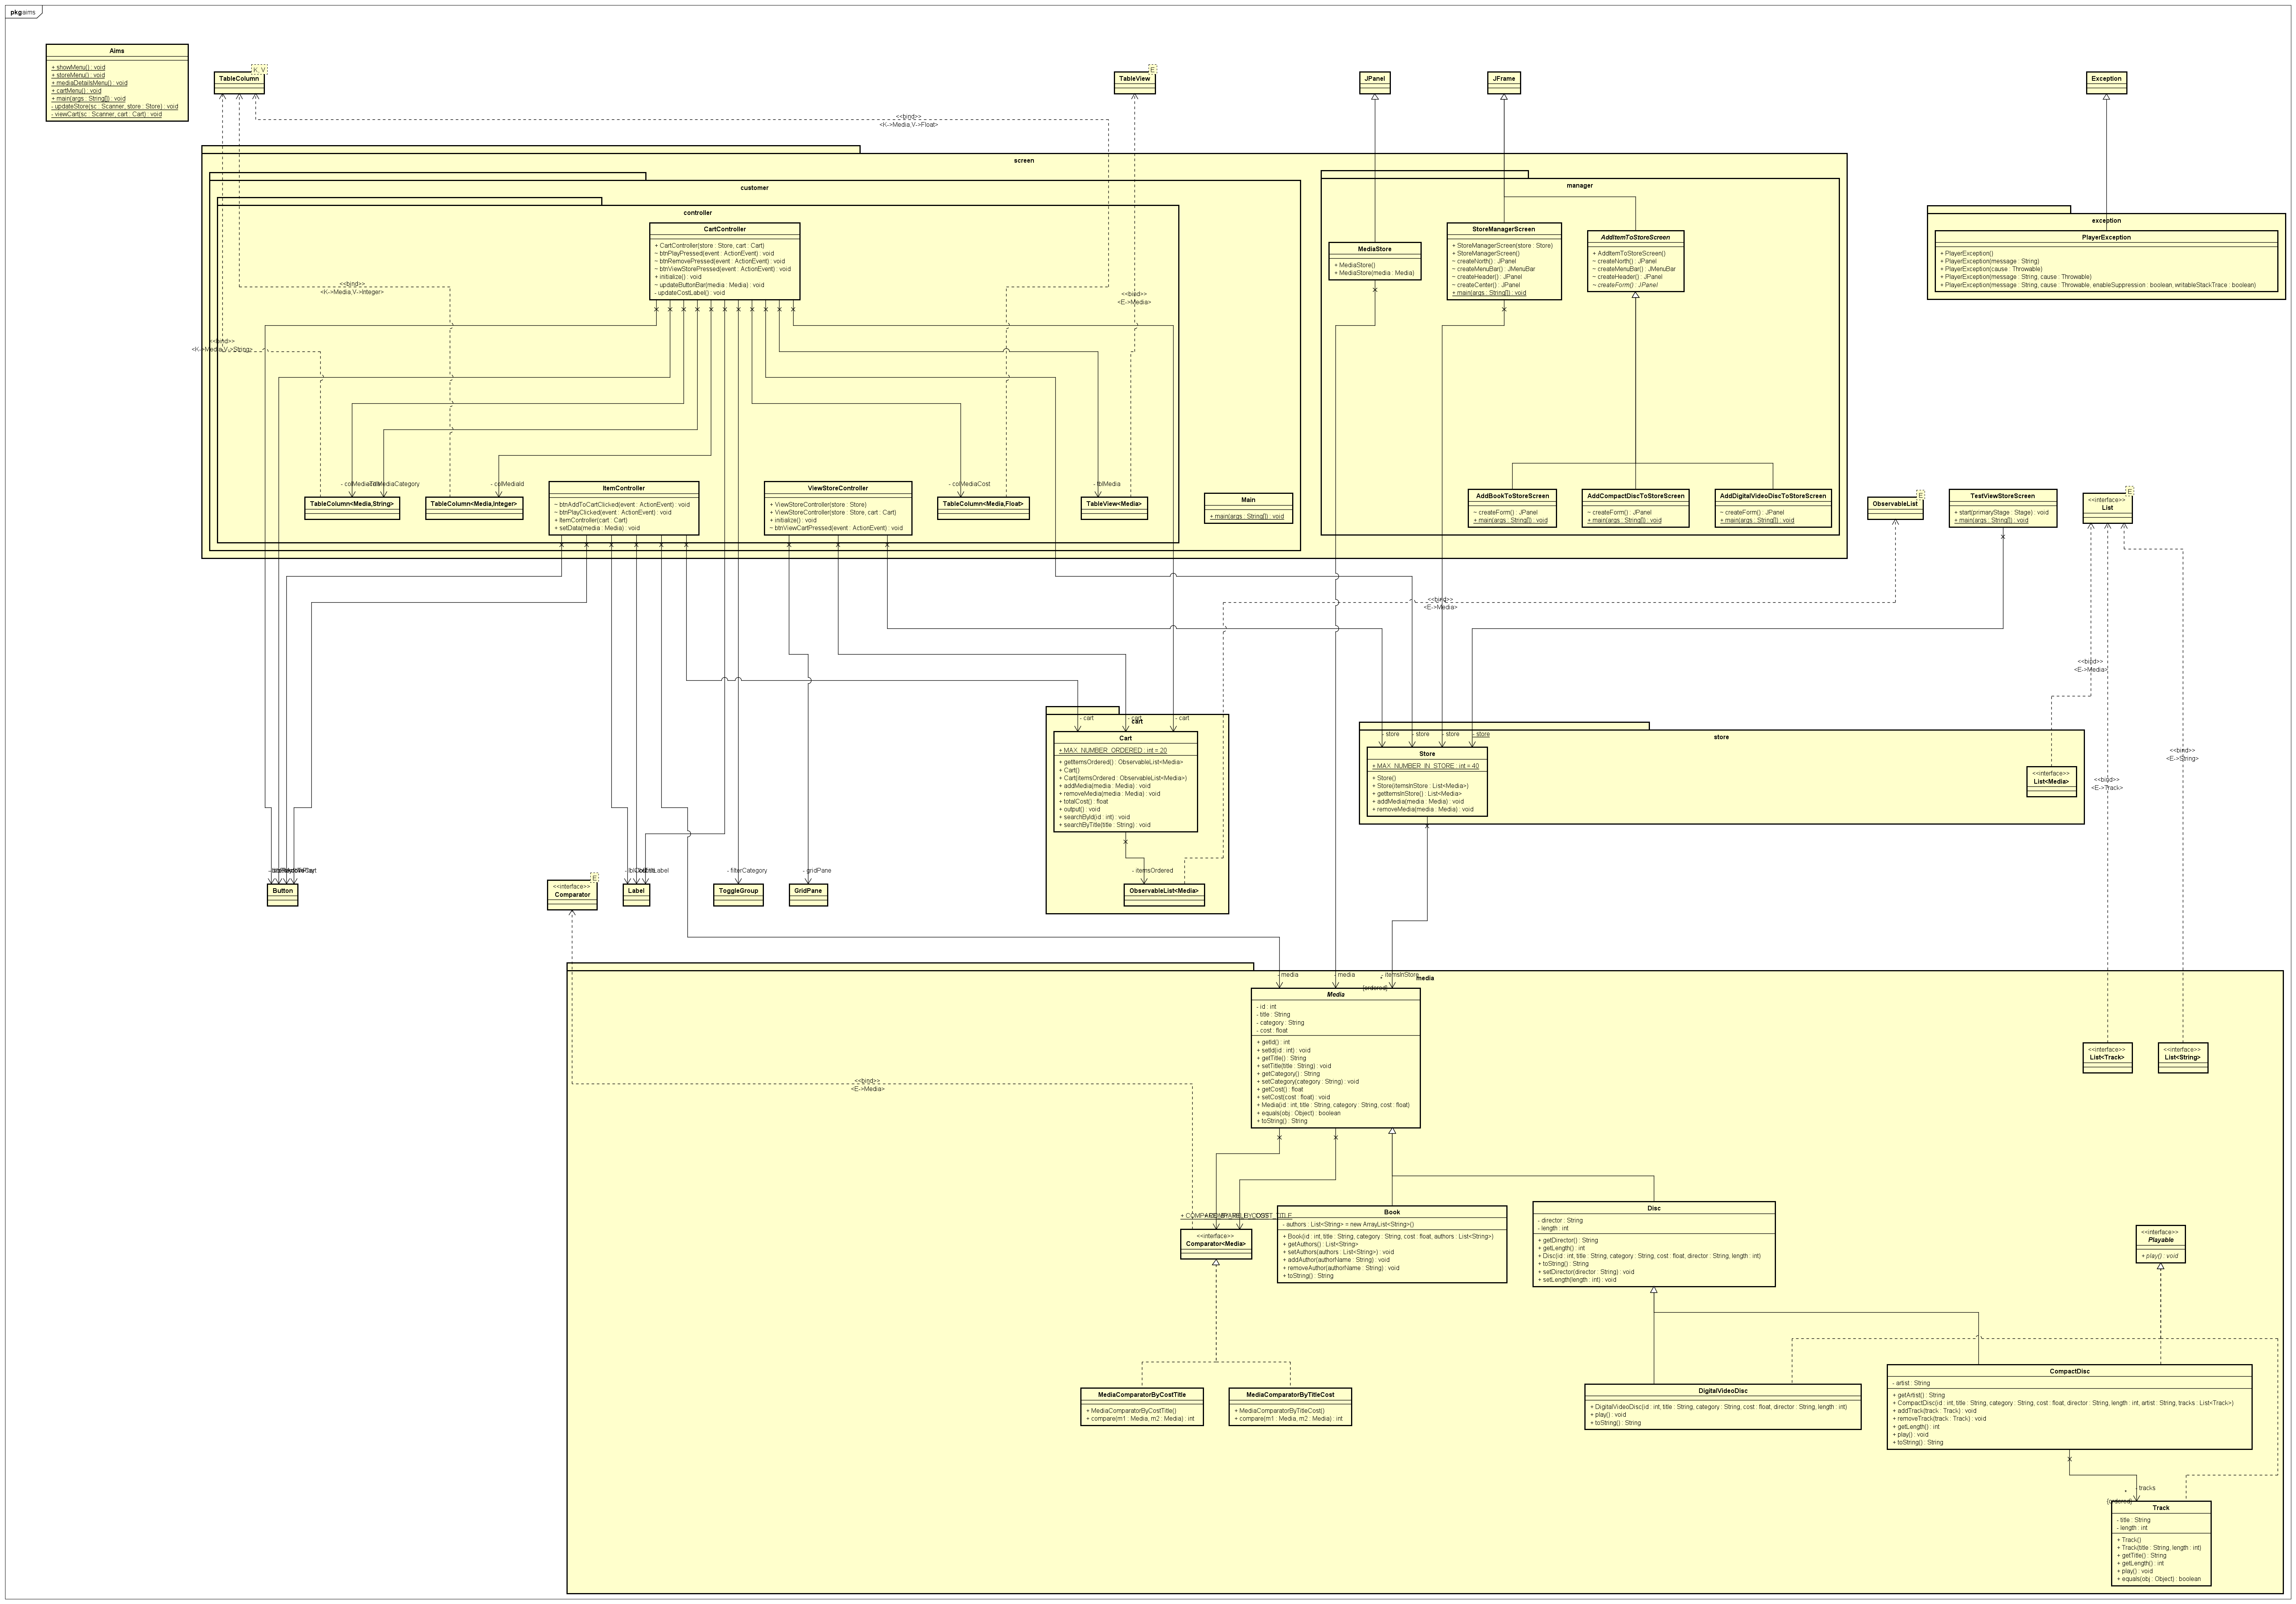 pkg aims
Aims
+ showMenu() : void
+ storeMenu() : void
+ mediaDetailsMenu() : void
+ cartMenu() : void
+ main(args : String[]) : void
- updateStore(sc : Scanner, store : Store) : void
- viewCart(sc : Scanner, cart : Cart) : void
K, V
TableColumn
E
TableView
JPanel
JFrame
Exception
<<bind>>
<K->Media,V->Float>
screen
customer
controller
CartController
+ CartController(store : Store, cart : Cart)
~ btnPlayPressed(event : ActionEvent) : void
~ btnRemovePressed(event : ActionEvent) : void
~ btnViewStorePressed(event : ActionEvent) : void
+ initialize() : void
~ updateButtonBar(media : Media) : void
- updateCostLabel() : void
<<bind>>
<K->Media,V->Integer>
<<bind>>
<E->Media>
<<bind>>
<K->Media,V->String>
- colMediaId
- colMediaCost
- tblMedia
TableColumn<Media,String>
TableColumn<Media,Integer>
ItemController
~ btnAddToCartClicked(event : ActionEvent) : void
~ btnPlayClicked(event : ActionEvent) : void
+ ItemController(cart : Cart)
+ setData(media : Media) : void
ViewStoreController
+ ViewStoreController(store : Store)
+ ViewStoreController(store : Store, cart : Cart)
+ initialize() : void
~ btnViewCartPressed(event : ActionEvent) : void
TableColumn<Media,Float>
TableView<Media>
Main
+ main(args : String[]) : void
manager
MediaStore
+ MediaStore()
+ MediaStore(media : Media)
StoreManagerScreen
+ StoreManagerScreen(store : Store)
+ StoreManagerScreen()
~ createNorth() : JPanel
~ createMenuBar() : JMenuBar
~ createHeader() : JPanel
~ createCenter() : JPanel
+ main(args : String[]) : void
AddItemToStoreScreen
+ AddItemToStoreScreen()
~ createNorth() : JPanel
~ createMenuBar() : JMenuBar
~ createHeader() : JPanel
~ createForm() : JPanel
AddBookToStoreScreen
~ createForm() : JPanel
+ main(args : String[]) : void
AddCompactDiscToStoreScreen
~ createForm() : JPanel
+ main(args : String[]) : void
AddDigitalVideoDiscToStoreScreen
~ createForm() : JPanel
+ main(args : String[]) : void
exception
PlayerException
+ PlayerException()
+ PlayerException(message : String)
+ PlayerException(cause : Throwable)
+ PlayerException(message : String, cause : Throwable)
+ PlayerException(message : String, cause : Throwable, enableSuppression : boolean, writableStackTrace : boolean)
E
ObservableList
TestViewStoreScreen
+ start(primaryStage : Stage) : void
+ main(args : String[]) : void
E
<<interface>>
List
<<bind>>
<E->Media>
<<bind>>
<E->Media>
<<bind>>
<E->String>
<<bind>>
<E->Track>
- cart
- cart
- cart
cart
Cart
+ MAX_NUMBER_ORDERED : int = 20
+ getItemsOrdered() : ObservableList<Media>
+ Cart()
+ Cart(itemsOrdered : ObservableList<Media>)
+ addMedia(media : Media) : void
+ removeMedia(media : Media) : void
+ totalCost() : float
+ output() : void
+ searchById(id : int) : void
+ searchByTitle(title : String) : void
- itemsOrdered
ObservableList<Media>
store
- store
- store
- store
- store
Store
+ MAX_NUMBER_IN_STORE : int = 40
+ Store()
+ Store(itemsInStore : List<Media>)
+ getItemsInStore() : List<Media>
+ addMedia(media : Media) : void
+ removeMedia(media : Media) : void
<<interface>>
List<Media>
Button
E
<<interface>>
Comparator
Label
- filterCategory
ToggleGroup
- gridPane
GridPane
media
- media
- media
- itemsInStore
*
{ordered}
Media
- id : int
- title : String
- category : String
- cost : float
+ getId() : int
+ setId(id : int) : void
+ getTitle() : String
+ setTitle(title : String) : void
+ getCategory() : String
+ setCategory(category : String) : void
+ getCost() : float
+ setCost(cost : float) : void
+ Media(id : int, title : String, category : String, cost : float)
+ equals(obj : Object) : boolean
+ toString() : String
<<interface>>
List<Track>
<<interface>>
List<String>
<<bind>>
<E->Media>
<<interface>>
Comparator<Media>
Book
- authors : List<String> = new ArrayList<String>()
+ Book(id : int, title : String, category : String, cost : float, authors : List<String>)
+ getAuthors() : List<String>
+ setAuthors(authors : List<String>) : void
+ addAuthor(authorName : String) : void
+ removeAuthor(authorName : String) : void
+ toString() : String
Disc
- director : String
- length : int
+ getDirector() : String
+ getLength() : int
+ Disc(id : int, title : String, category : String, cost : float, director : String, length : int)
+ toString() : String
+ setDirector(director : String) : void
+ setLength(length : int) : void
<<interface>>
Playable
+ play() : void
MediaComparatorByCostTitle
+ MediaComparatorByCostTitle()
+ compare(m1 : Media, m2 : Media) : int
MediaComparatorByTitleCost
+ MediaComparatorByTitleCost()
+ compare(m1 : Media, m2 : Media) : int
DigitalVideoDisc
+ DigitalVideoDisc(id : int, title : String, category : String, cost : float, director : String, length : int)
+ play() : void
+ toString() : String
CompactDisc
- artist : String
+ getArtist() : String
+ CompactDisc(id : int, title : String, category : String, cost : float, director : String, length : int, artist : String, tracks : List<Track>)
+ addTrack(track : Track) : void
+ removeTrack(track : Track) : void
+ getLength() : int
+ play() : void
+ toString() : String
- tracks
*
{ordered}
Track
- title : String
- length : int
+ Track()
+ Track(title : String, length : int)
+ getTitle() : String
+ getLength() : int
+ play() : void
+ equals(obj : Object) : boolean